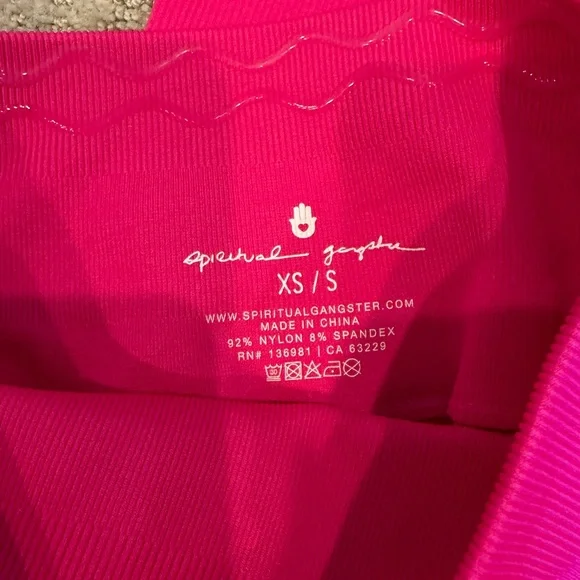 spiritual gangster
XS / S
WWW.SPIRITUALGANGSTER.COM
MADE IN CHINA
92% NYLON 8% SPANDEX
RN# 136981 | CA 63229